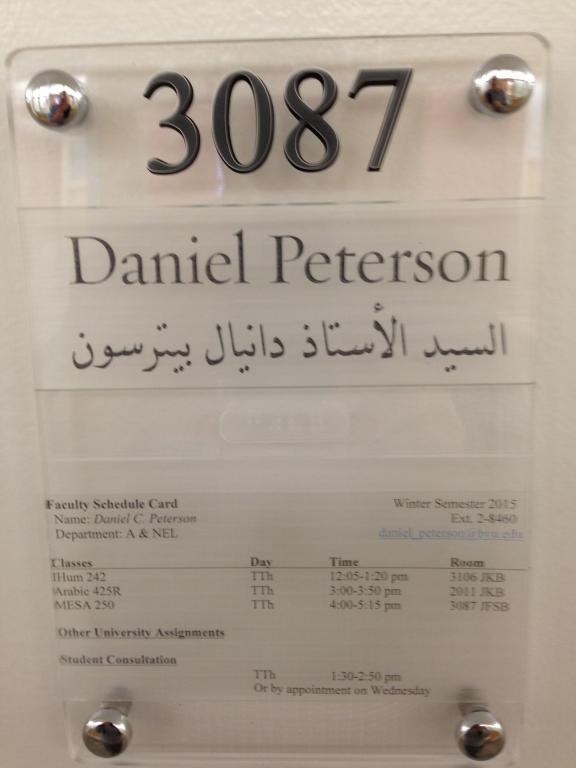 3087
Daniel Peterson
السيد الأستاذ دانيال بيترسون
Faculty Schedule Card Winter Semester 2015
Name: Daniel C. Peterson Ext. 2-8460
Department: A & NEL daniel_peterson@byu.edu
Classes Day Time Room
IHum 242 TTh 12:05-1:20 pm 3106 JKB
Arabic 425R TTh 3:00-3:50 pm 2011 JKB
MESA 250 TTh 4:00-5:15 pm 3087 JFSB
Other University Assignments
Student Consultation
TTh 1:30-2:50 pm
Or by appointment on Wednesday